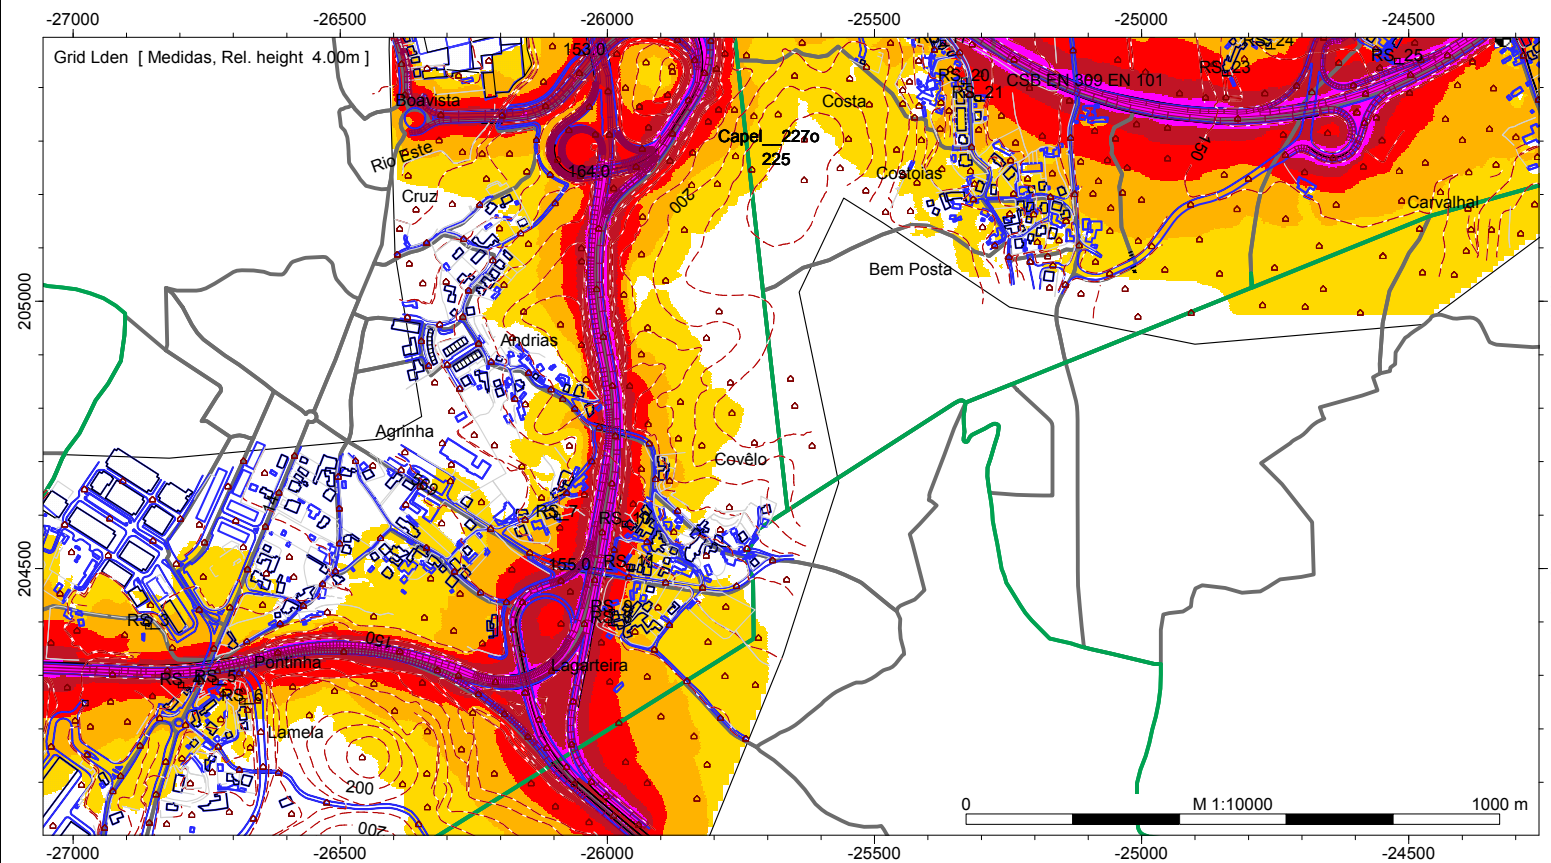 -27000 -26500 -26000 -25500 -25000 -24500
Grid Lden [ Medidas, Rel. height 4.00m ]
153.0
RS_25
RS_23
RS_20
CSB EN 309 EN 101
RS_21
Boavista
Costa
Capel__227o
225
150
Rio Este
164.0
Costoias
Cruz
200
Carvalhal
Bem Posta
205000
Andrias
Agrinha
Covêlo
155.0
204500
150
Pontinha
Lagarteira
RS_5
RS_6
Lamela
200
200
0 M 1:10000 1000 m
-27000 -26500 -26000 -25500 -25000 -24500